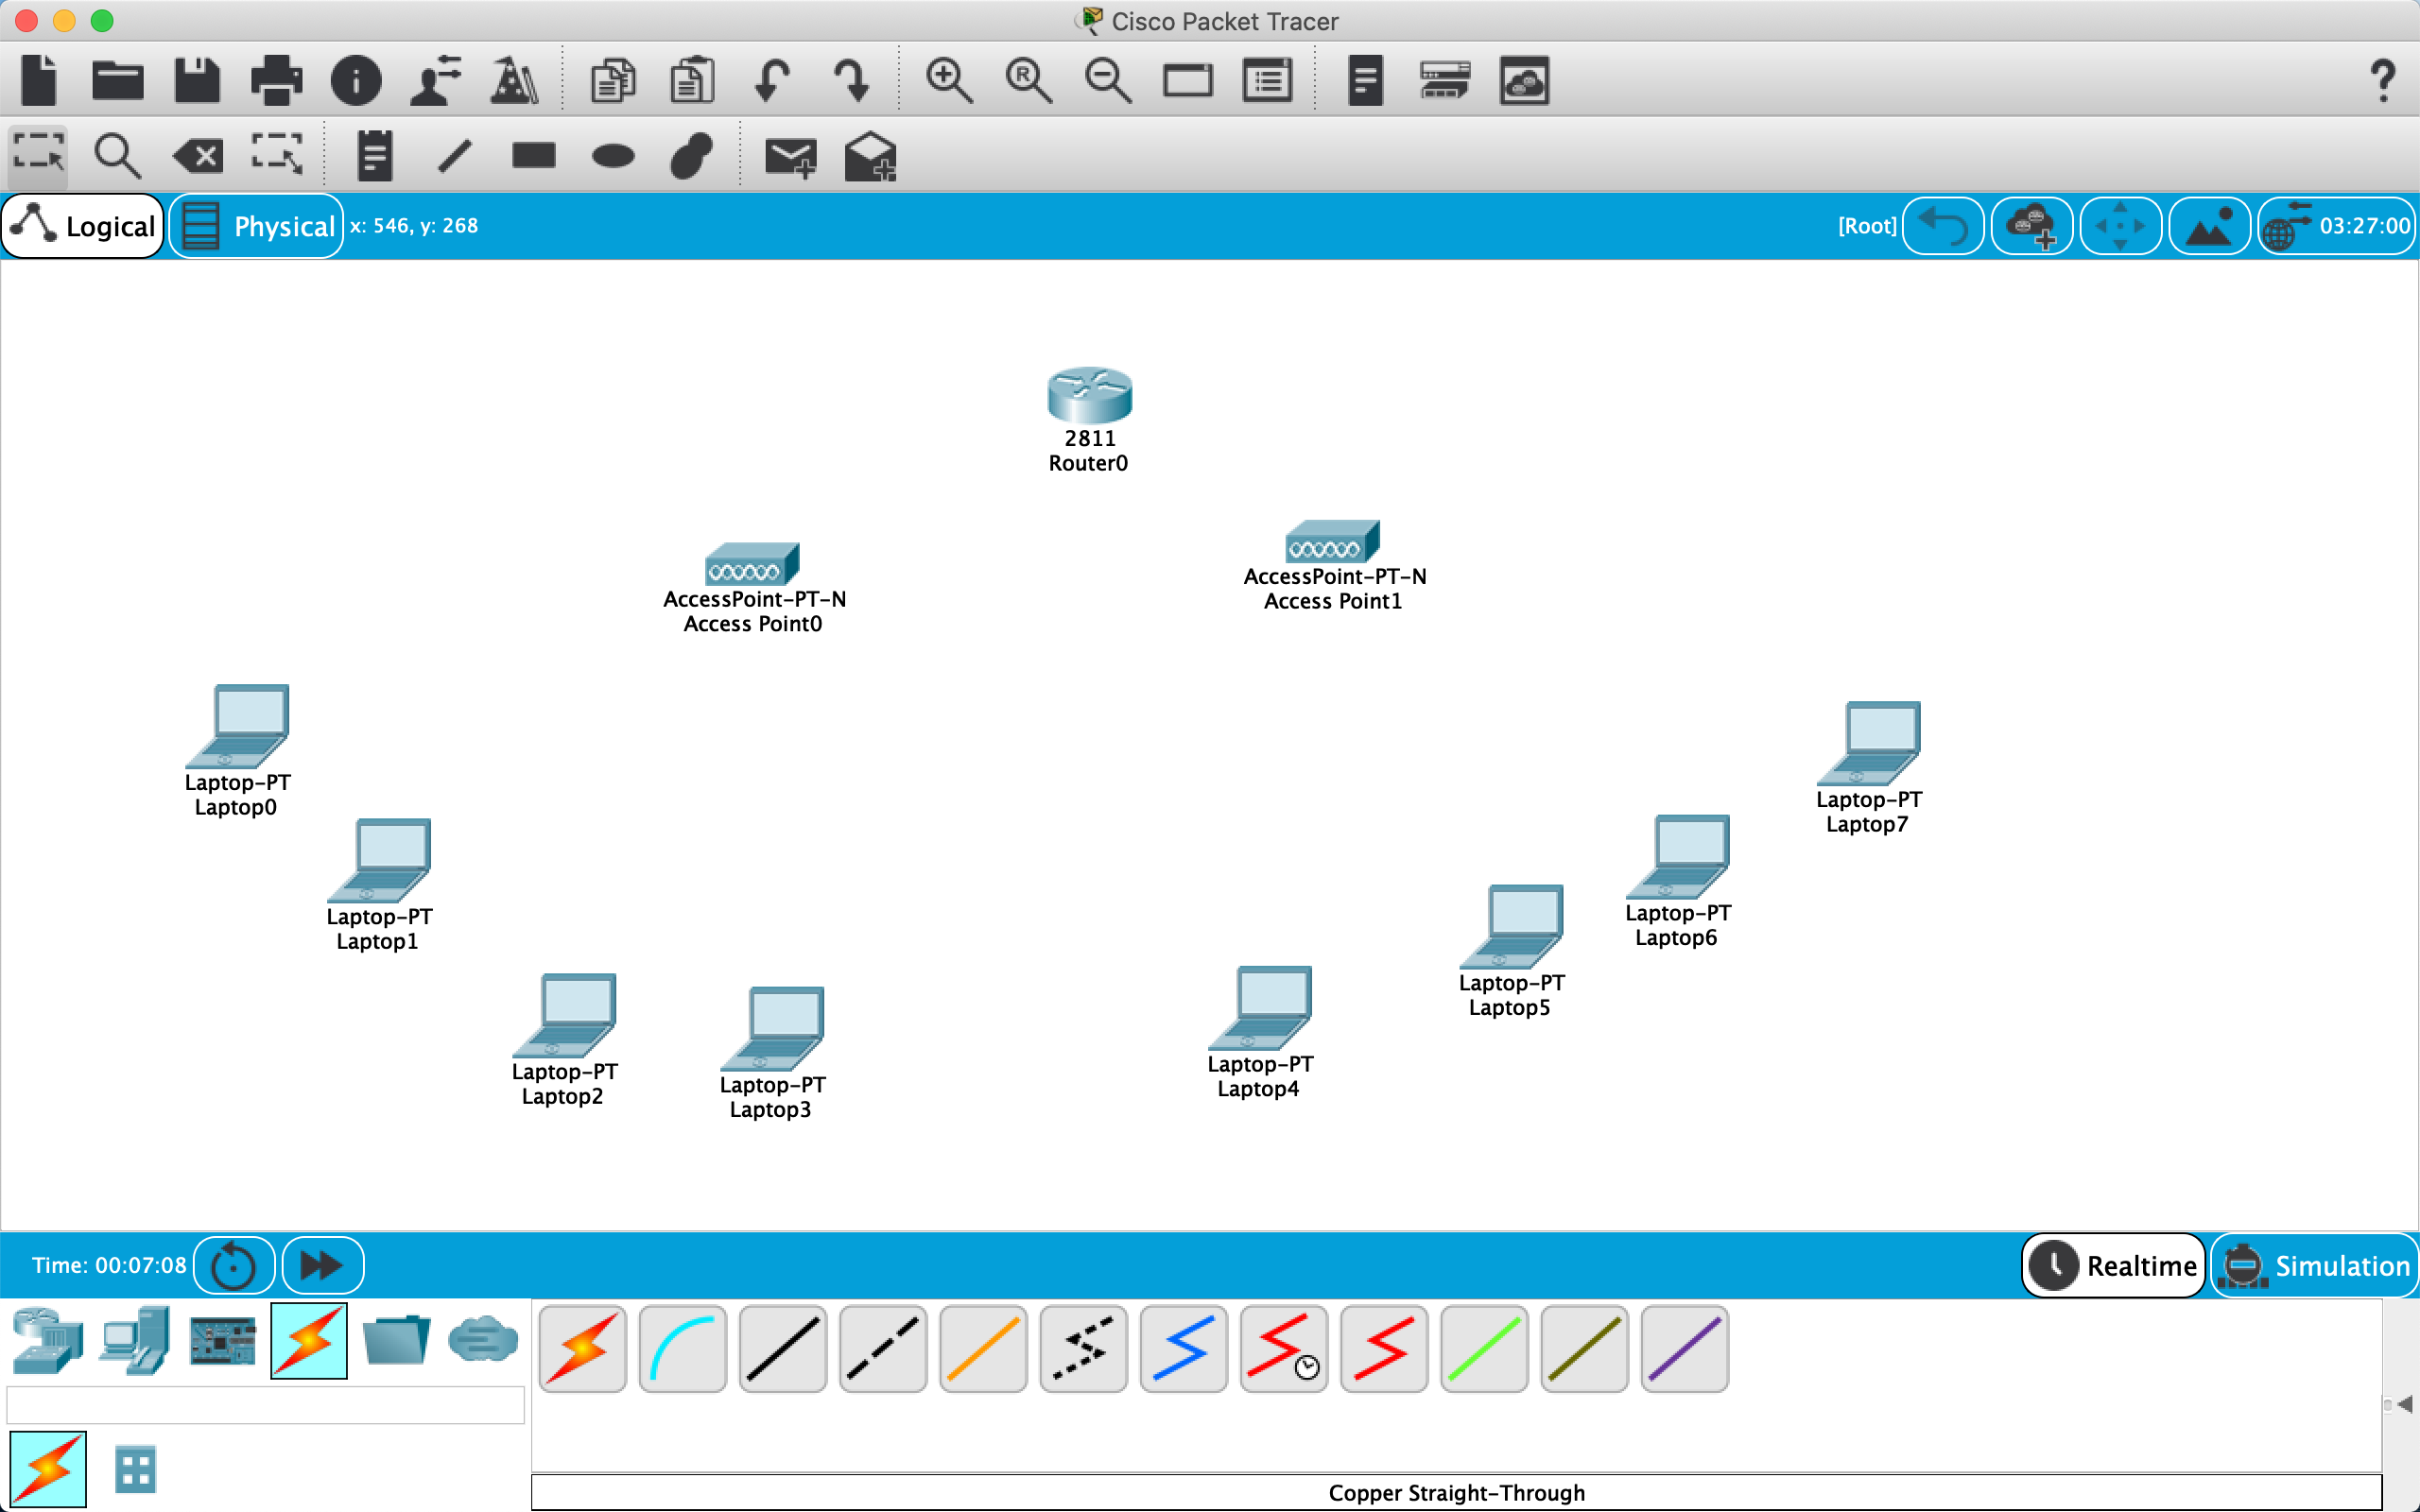 Cisco Packet Tracer
Logical
Physical
x: 546, y: 268
[Root]
03:27:00
2811
Router0
AccessPoint-PT-N
Access Point0
AccessPoint-PT-N
Access Point1
Laptop-PT
Laptop0
Laptop-PT
Laptop1
Laptop-PT
Laptop2
Laptop-PT
Laptop3
Laptop-PT
Laptop4
Laptop-PT
Laptop5
Laptop-PT
Laptop6
Laptop-PT
Laptop7
Time: 00:07:08
Realtime
Simulation
Copper Straight-Through